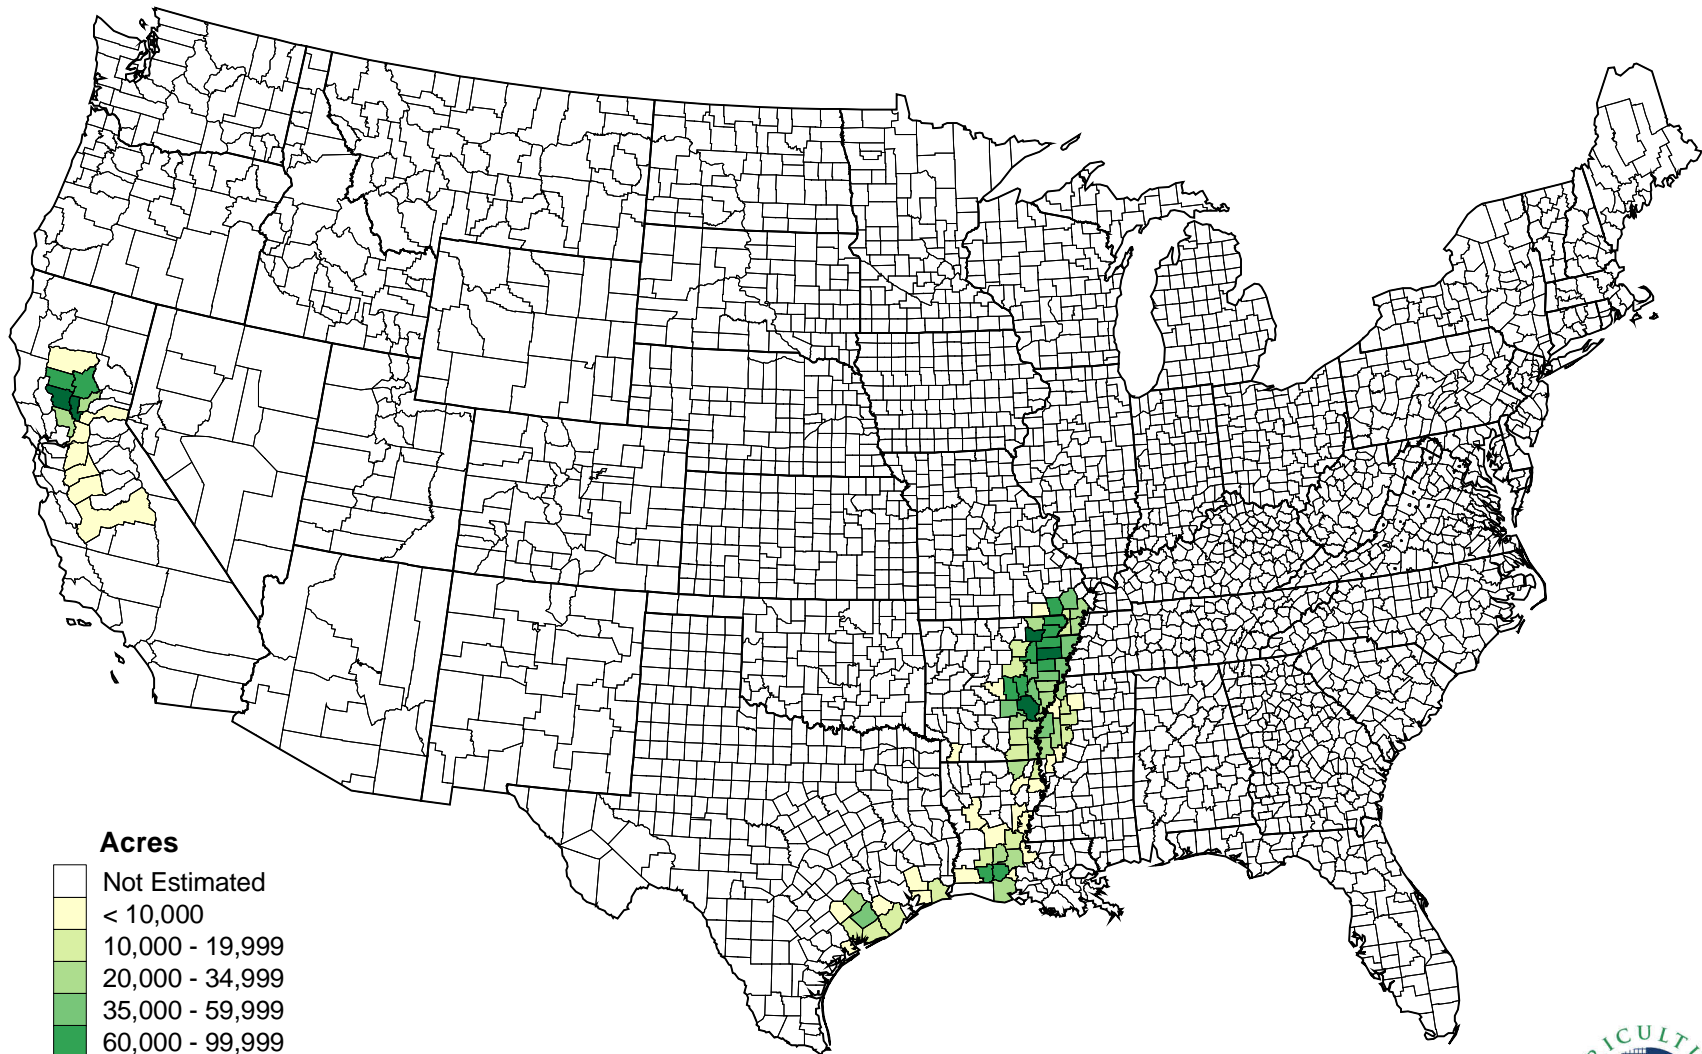 Acres
Not Estimated
< 10,000
10,000 - 19,999
20,000 - 34,999
35,000 - 59,999
60,000 - 99,999